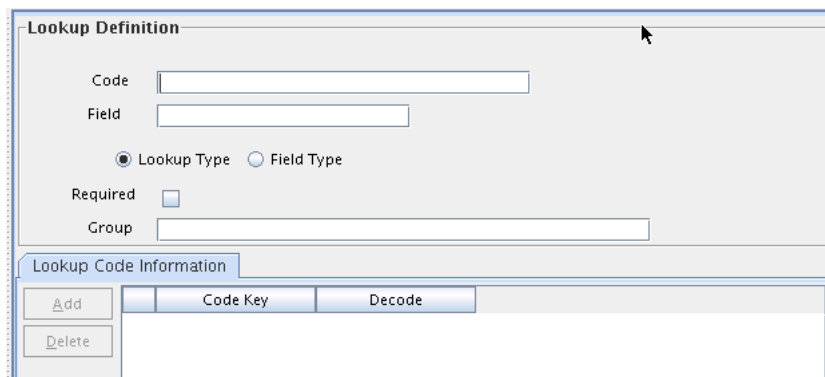 Lookup Definition
Code
Field
Lookup Type Field Type
Required
Group
Lookup Code Information
Add Code Key Decode
Delete